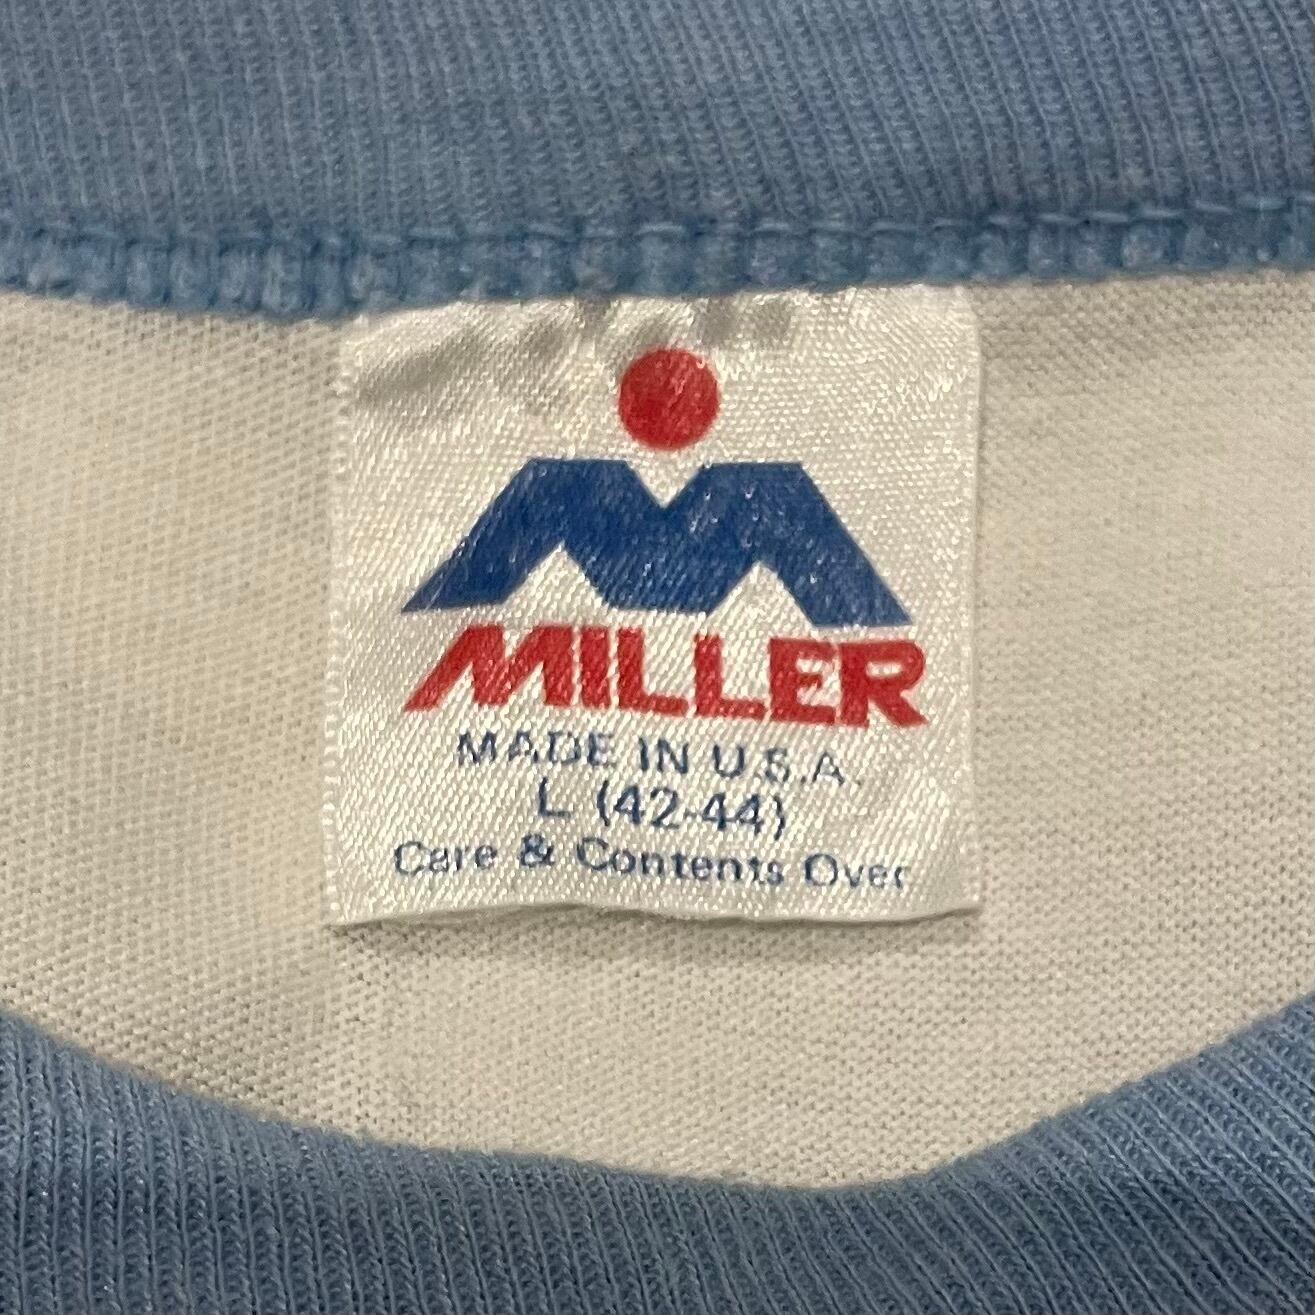 MILLER
MADE IN U.S.A.
L (42-44)
Care & Contents Over